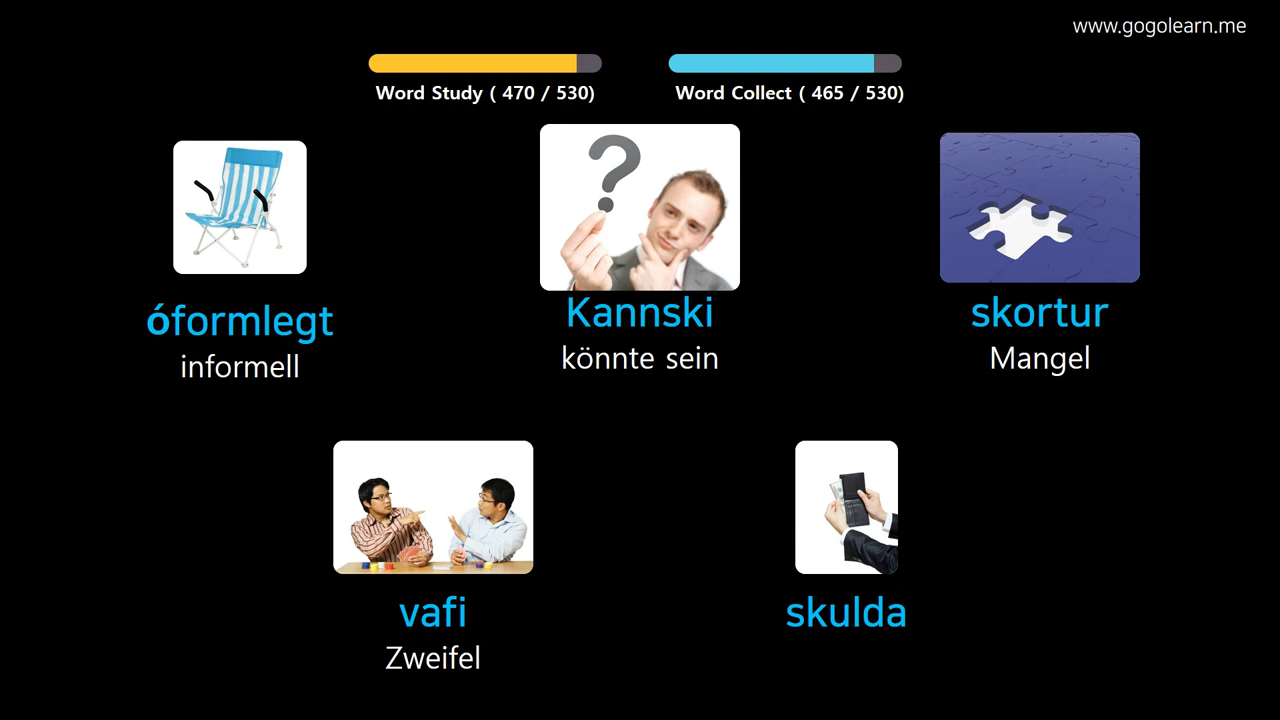 www.gogolearn.me
Word Study ( 470 / 530)
Word Collect ( 465 / 530)
óformlegt
informell
Kannski
könnte sein
skortur
Mangel
vafi
Zweifel
skulda